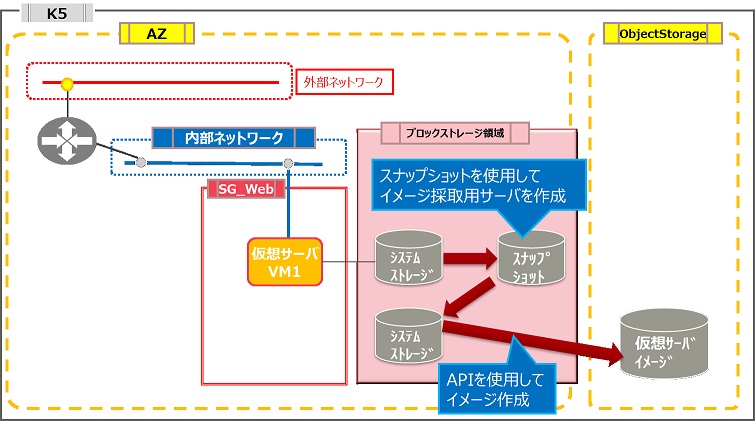 K5
AZ
ObjectStorage
外部ネットワーク
内部ネットワーク
ブロックストレージ領域
スナップショットを使用して
イメージ採取用サーバを作成
SG_Web
仮想サーバ
VM1
ｼｽﾃﾑ
ｽﾄﾚｰｼﾞ
ｽﾅｯﾌﾟ
ｼｮｯﾄ
ｼｽﾃﾑ
ｽﾄﾚｰｼﾞ
仮想ｻｰﾊﾞ
ｲﾒｰｼﾞ
APIを使用して
イメージ作成